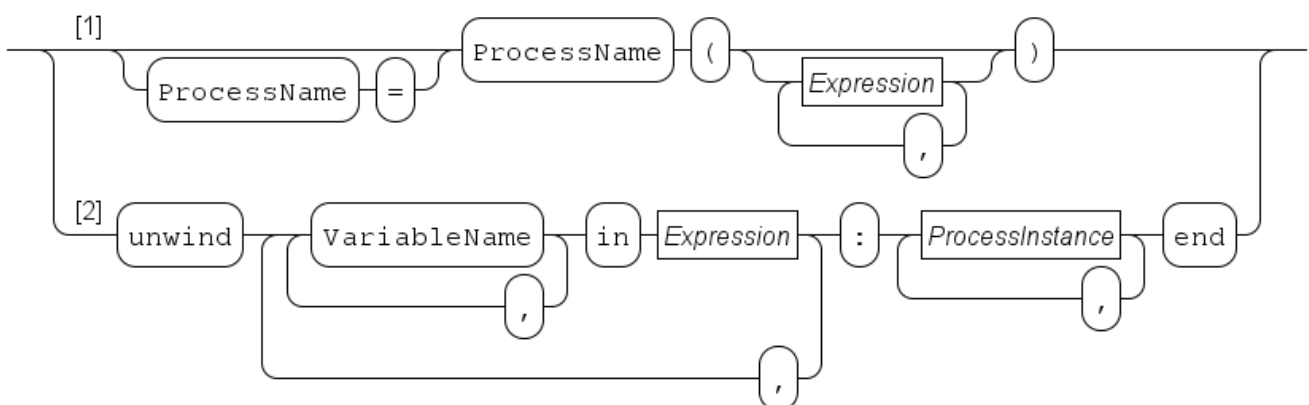 [1]
ProcessName ( )
ProcessName = Expression
,
[2]
unwind VariableName in Expression : ProcessInstance end
, ,
,